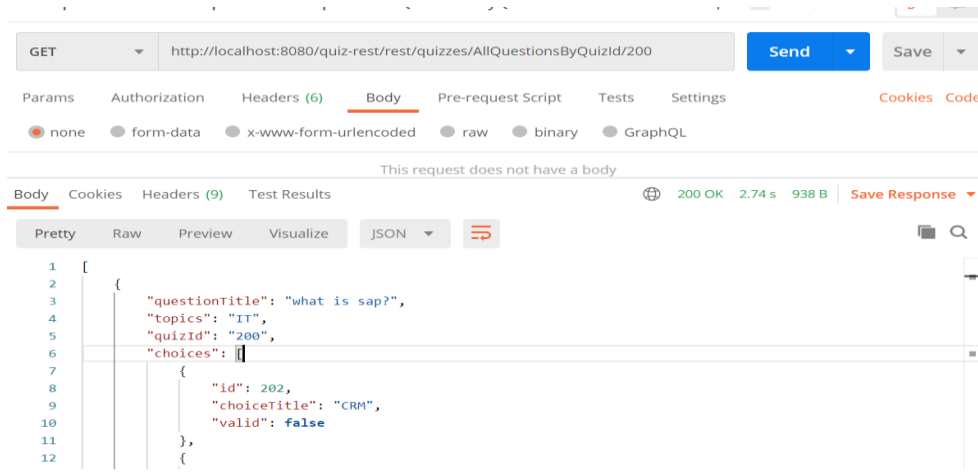 GET http://localhost:8080/quiz-rest/rest/quizzes/AllQuestionsByQuizId/200 Send Save
Params Authorization Headers (6) Body Pre-request Script Tests Settings Cookies Code
none form-data x-www-form-urlencoded raw binary GraphQL
This request does not have a body
Body Cookies Headers (9) Test Results 200 OK 2.74 s 938 B Save Response
Pretty Raw Preview Visualize JSON
1 [
2 {
3 "questionTitle": "what is sap?",
4 "topics": "IT",
5 "quizId": "200",
6 "choices": [
7 {
8 "id": 202,
9 "choiceTitle": "CRM",
10 "valid": false
11 },
12 {